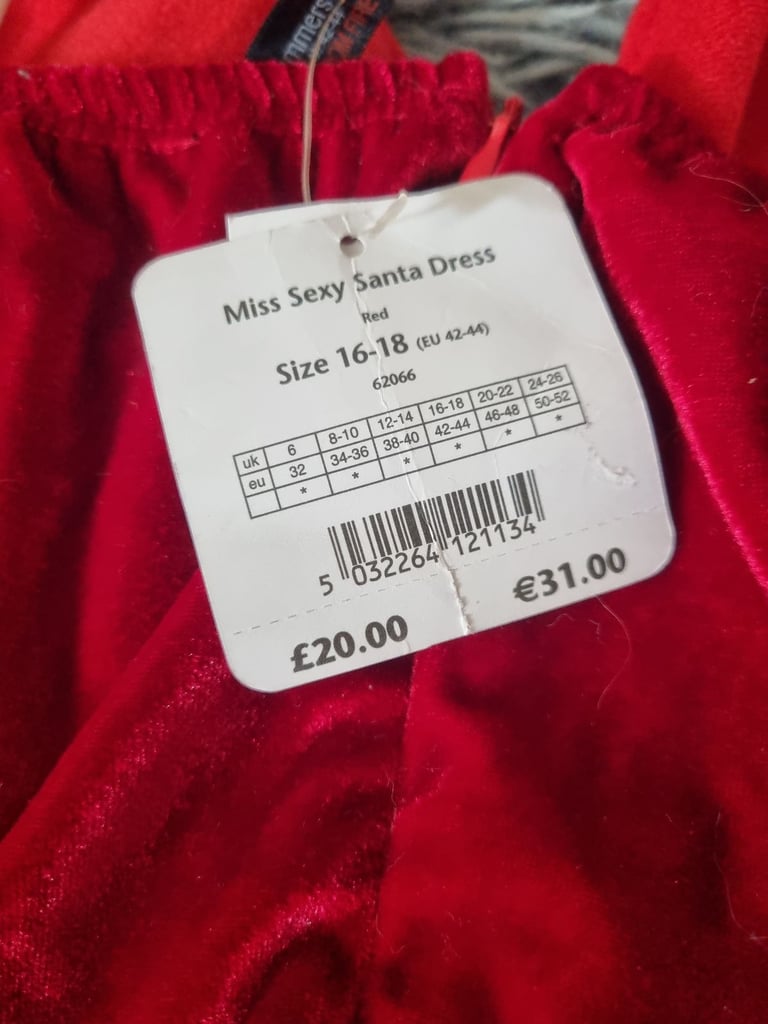 Miss Sexy Santa Dress
Red
Size 16-18 (EU 42-44)
62066
uk 6 8-10 12-14 16-18 20-22 24-26
eu 32 34-36 38-40 42-44 46-48 50-52
* * * * * *
5 032264 121134
£20.00 €31.00